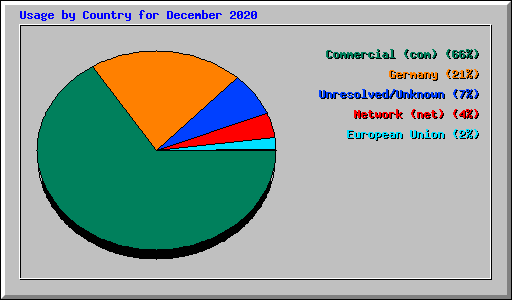 Usage by Country for December 2020
Commercial (com) (66%)
Germany (21%)
Unresolved/Unknown (7%)
Network (net) (4%)
European Union (2%)